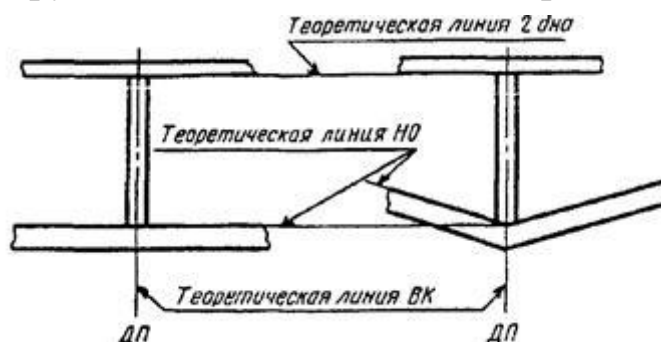 Теоретическая линия 2 дна
Теоретическая линия НО
Теоретическая линия ВК
ДП
ДП